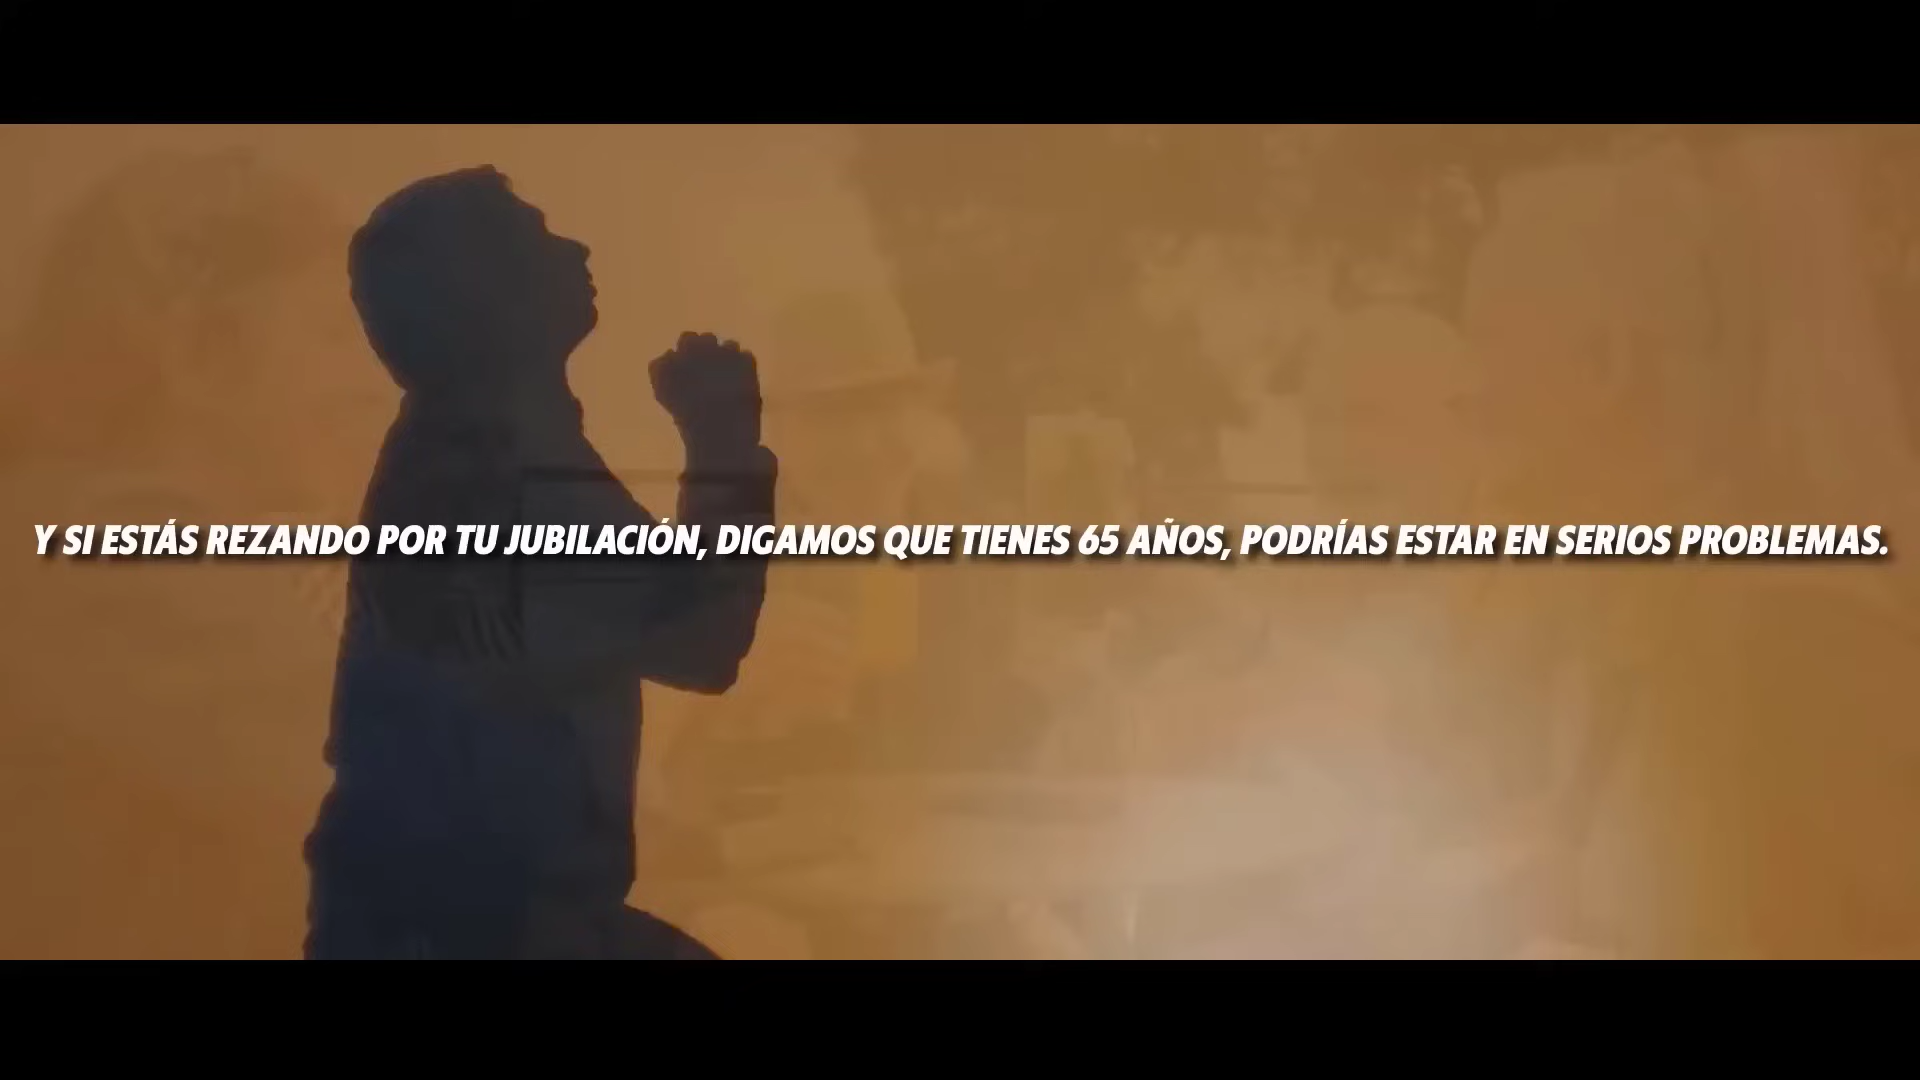 Y SI ESTÁS REZANDO POR TU JUBILACIÓN, DIGAMOS QUE TIENES 65 AÑOS, PODRÍAS ESTAR EN SERIOS PROBLEMAS.